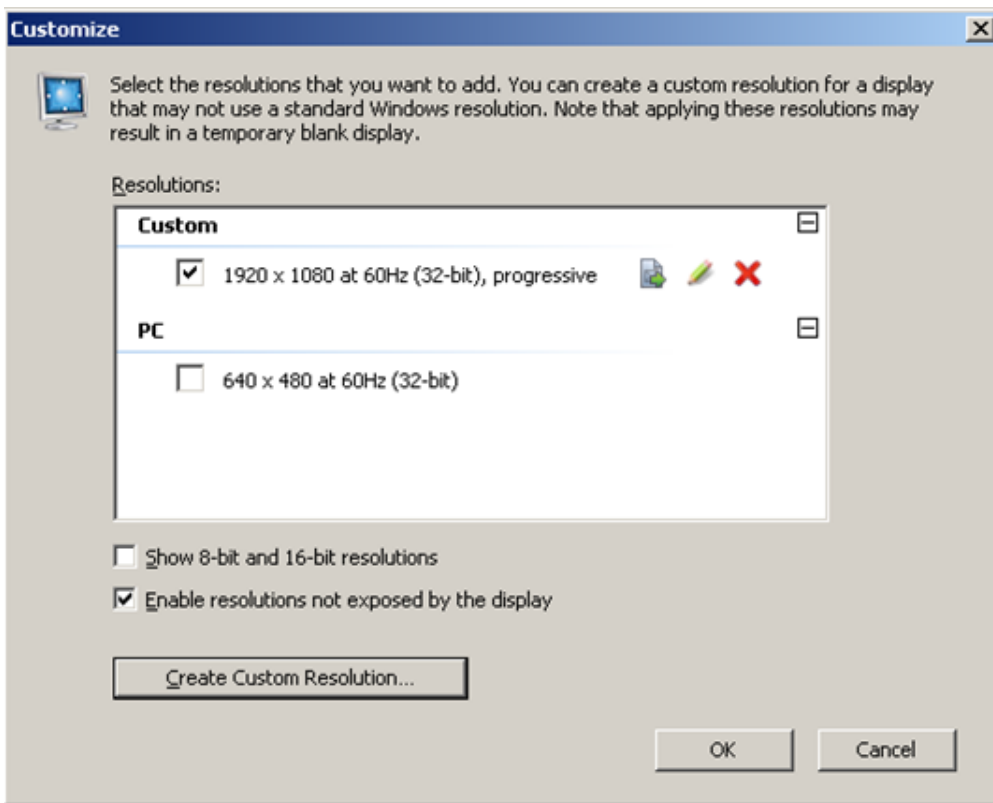 Customize
Select the resolutions that you want to add. You can create a custom resolution for a display
that may not use a standard Windows resolution. Note that applying these resolutions may
result in a temporary blank display.
Resolutions:
Custom
1920 x 1080 at 60Hz (32-bit), progressive
PC
640 x 480 at 60Hz (32-bit)
Show 8-bit and 16-bit resolutions
Enable resolutions not exposed by the display
Create Custom Resolution...
OK Cancel